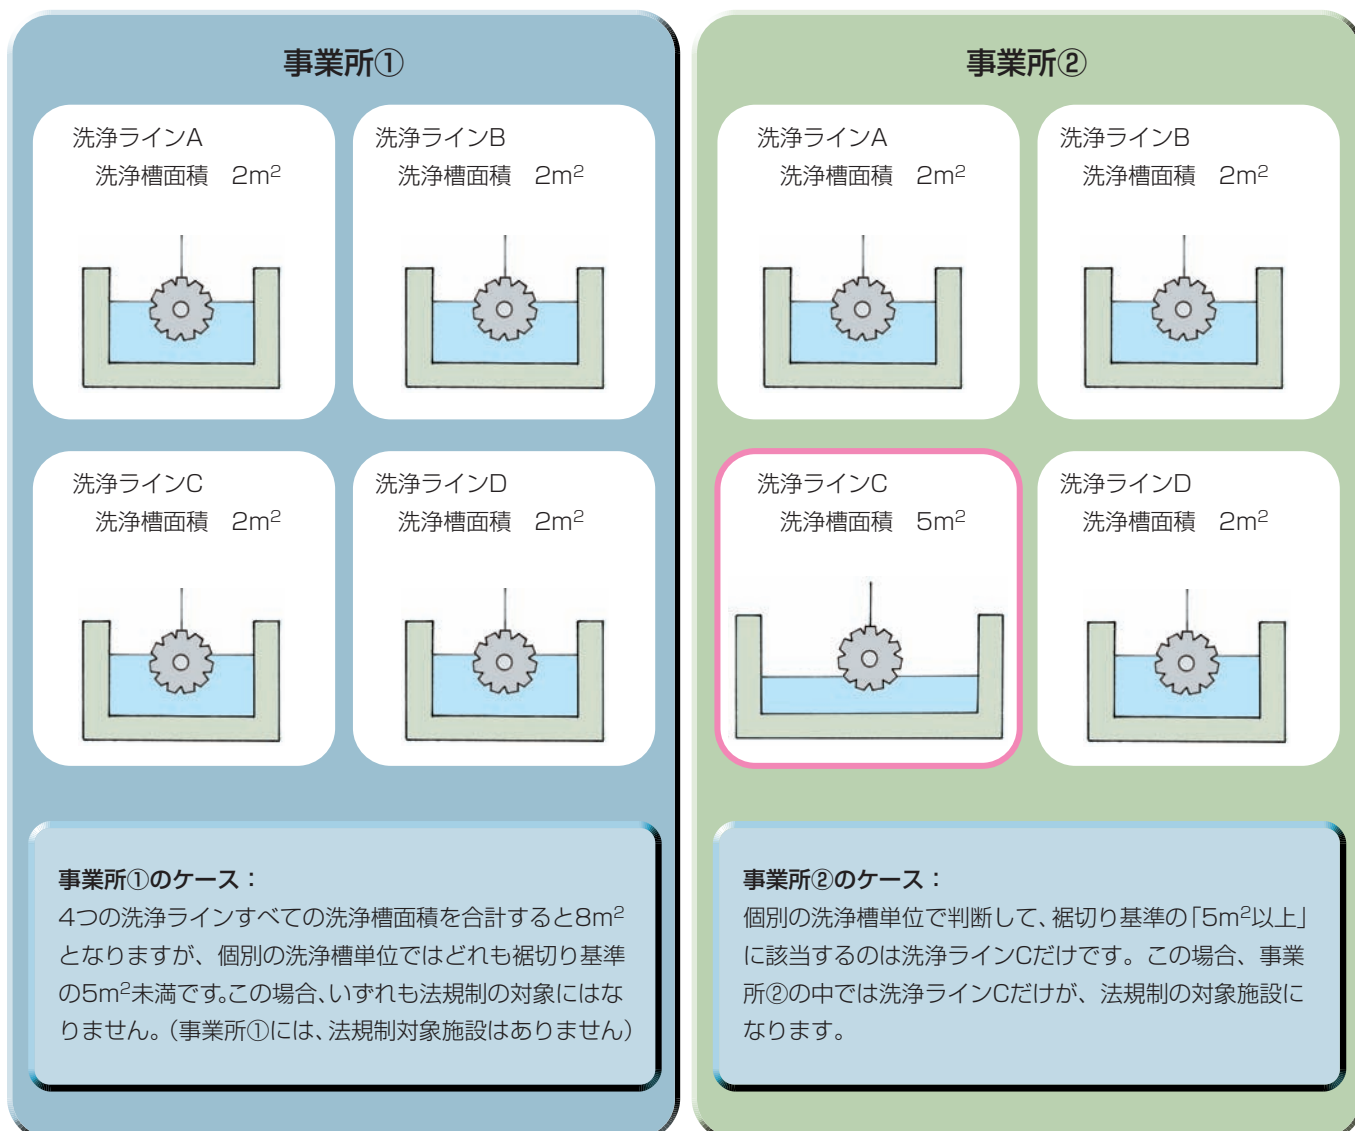 事業所①
洗浄ラインA
洗浄槽面積　2m²
洗浄ラインB
洗浄槽面積　2m²
洗浄ラインC
洗浄槽面積　2m²
洗浄ラインD
洗浄槽面積　2m²
事業所①のケース：
4つの洗浄ラインすべての洗浄槽面積を合計すると8m²
となりますが、個別の洗浄槽単位ではどれも裾切り基準
の5m²未満です。この場合、いずれも法規制の対象にはな
りません。（事業所①には、法規制対象施設はありません）
事業所②
洗浄ラインA
洗浄槽面積　2m²
洗浄ラインB
洗浄槽面積　2m²
洗浄ラインC
洗浄槽面積　5m²
洗浄ラインD
洗浄槽面積　2m²
事業所②のケース：
個別の洗浄槽単位で判断して、裾切り基準の「5m²以上」
に該当するのは洗浄ラインCだけです。この場合、事業
所②の中では洗浄ラインCだけが、法規制の対象施設に
なります。